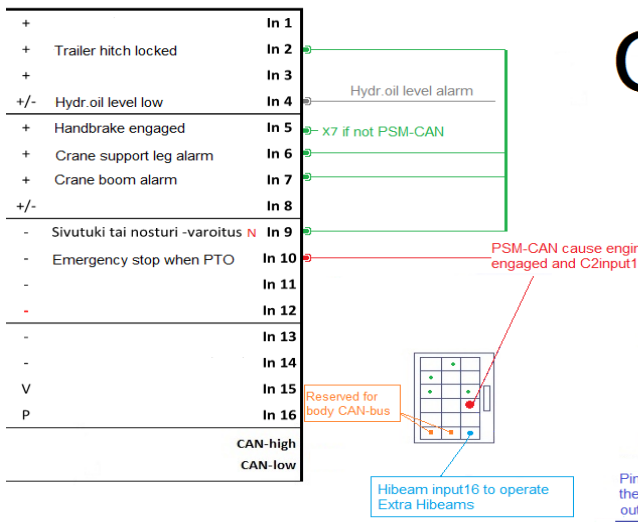 + In 1
+ Trailer hitch locked In 2
+ In 3
+/- Hydr.oil level low In 4
Hydr.oil level alarm
+ Handbrake engaged In 5
X7 if not PSM-CAN
+ Crane support leg alarm In 6
+ Crane boom alarm In 7
+/- In 8
- Sivutuki tai nosturi -varoitus N In 9
- Emergency stop when PTO In 10
PSM-CAN cause engin
engaged and C2input1
- In 11
- In 12
- In 13
- In 14
V In 15
P In 16
CAN-high
CAN-low
Reserved for
body CAN-bus
Hibeam input16 to operate
Extra Hibeams
Pin
the
out